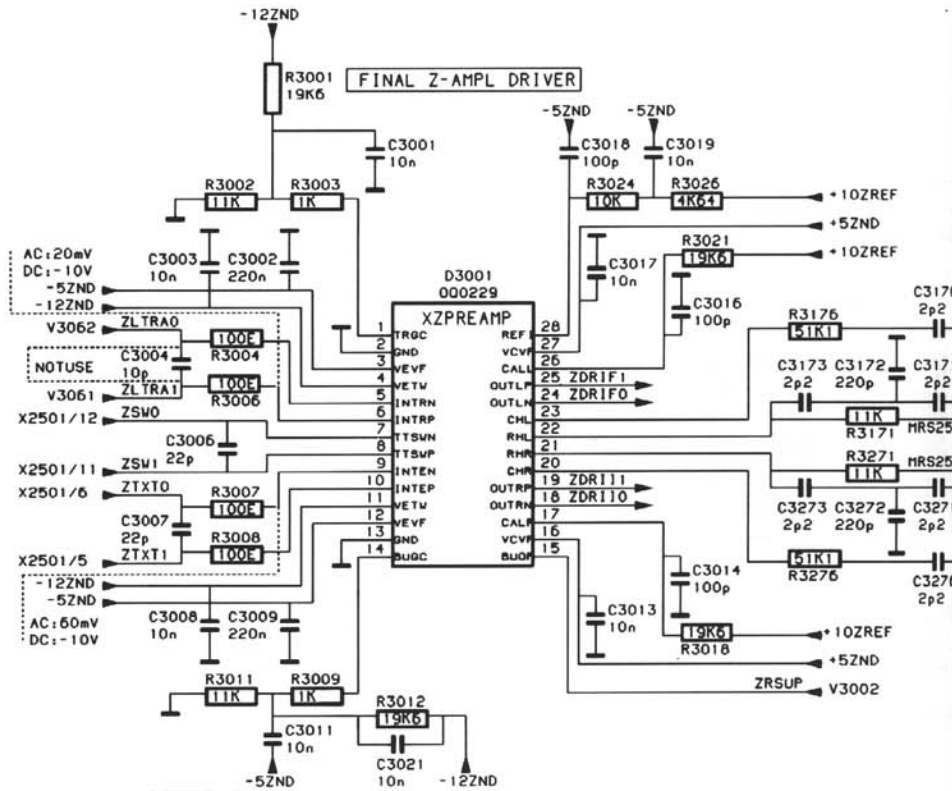 -12ZND
R3001
19K6
FINAL Z-AMPL DRIVER
C3001
10n
-5ZND
-5ZND
C3018
100p
C3019
10n
R3002
11K
R3003
1K
R3024
10K
R3026
4K64
+10ZREF
+5ZND
AC:20mV
DC:-10V
C3003
10n
C3002
220n
C3017
10n
R3021
19K6
+10ZREF
-5ZND
-12ZND
D3001
OQ0229
XZPREAMP
C3016
100p
V3062
ZLTRA0
100E
R3004
NOTUSE
C3004
10p
100E
R3006
V3061
ZLTRA1
X2501/12
ZSW0
C3006
22p
X2501/11
ZSW1
X2501/6
ZTXT0
R3007
100E
C3007
22p
R3008
100E
X2501/5
ZTXT1
-12ZND
-5ZND
AC:60mV
DC:-10V
1 TRGC
2 GND
3 VEVF
4 VETW
5 INTRN
6 INTRP
7 TTSWN
8 TTSWP
9 INTEN
10 INTEP
11 VETW
12 VEVF
13 GND
14 BUGC
REFI 28
VCVF 27
CALL 26
OUTLP 25 ZDRIF1
OUTLN 24 ZDRIF0
CHL 23
RHL 22
RHR 21
CHR 20
OUTRP 19 ZDRII1
OUTRN 18 ZDRII0
17
VCVF 16
15
R3176
51K1
2p2
C3173
2p2
C3172
220p
2p2
11K
R3171
R3271
11K
C3273
2p2
C3272
220p
2p2
51K1
R3276
2p2
C3014
100p
C3013
10n
19K6
R3018
+10ZREF
+5ZND
ZRSUP
V3002
C3008
10n
C3009
220n
R3011
11K
R3009
1K
R3012
19K6
C3011
10n
C3021
10n
-5ZND
-12ZND